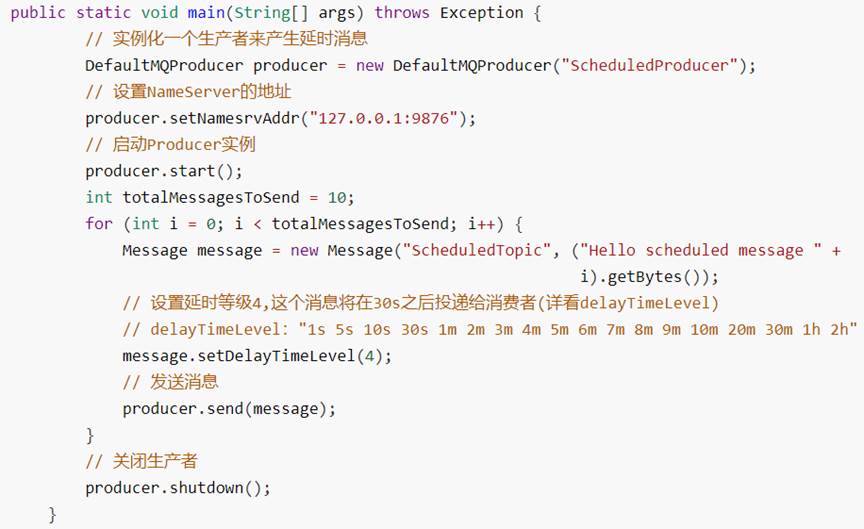 public static void main(String[] args) throws Exception {
// 实例化一个生产者来产生延时消息
DefaultMQProducer producer = new DefaultMQProducer("ScheduledProducer");
// 设置NameServer的地址
producer.setNamesrvAddr("127.0.0.1:9876");
// 启动Producer实例
producer.start();
int totalMessagesToSend = 10;
for (int i = 0; i < totalMessagesToSend; i++) {
Message message = new Message("ScheduledTopic", ("Hello scheduled message " +
i).getBytes());
// 设置延时等级4,这个消息将在30s之后投递给消费者(详看delayTimeLevel)
// delayTimeLevel："1s 5s 10s 30s 1m 2m 3m 4m 5m 6m 7m 8m 9m 10m 20m 30m 1h 2h"
message.setDelayTimeLevel(4);
// 发送消息
producer.send(message);
}
// 关闭生产者
producer.shutdown();
}